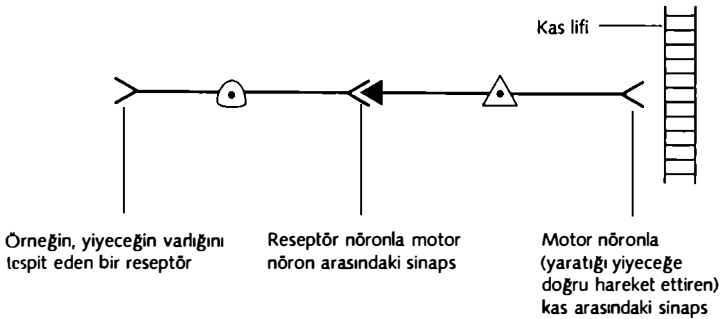 Kas lifi
Örneğin, yiyeceğin varlığını
tespit eden bir reseptör
Reseptör nöronla motor
nöron arasındaki sinaps
Motor nöronla
(yaratığı yiyeceğe
doğru hareket ettiren)
kas arasındaki sinaps